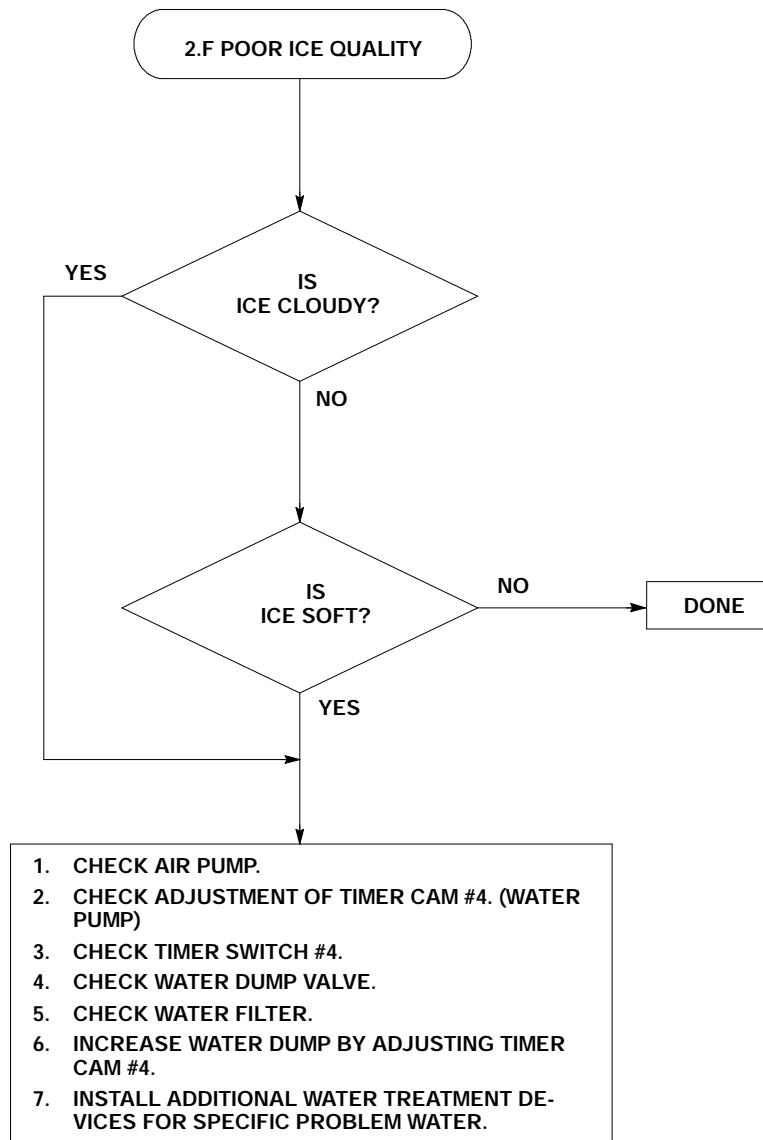 2.F POOR ICE QUALITY
YES
IS
ICE CLOUDY?
NO
IS
ICE SOFT?
NO
DONE
YES
1. CHECK AIR PUMP.
2. CHECK ADJUSTMENT OF TIMER CAM #4. (WATER
PUMP)
3. CHECK TIMER SWITCH #4.
4. CHECK WATER DUMP VALVE.
5. CHECK WATER FILTER.
6. INCREASE WATER DUMP BY ADJUSTING TIMER
CAM #4.
7. INSTALL ADDITIONAL WATER TREATMENT DE-
VICES FOR SPECIFIC PROBLEM WATER.